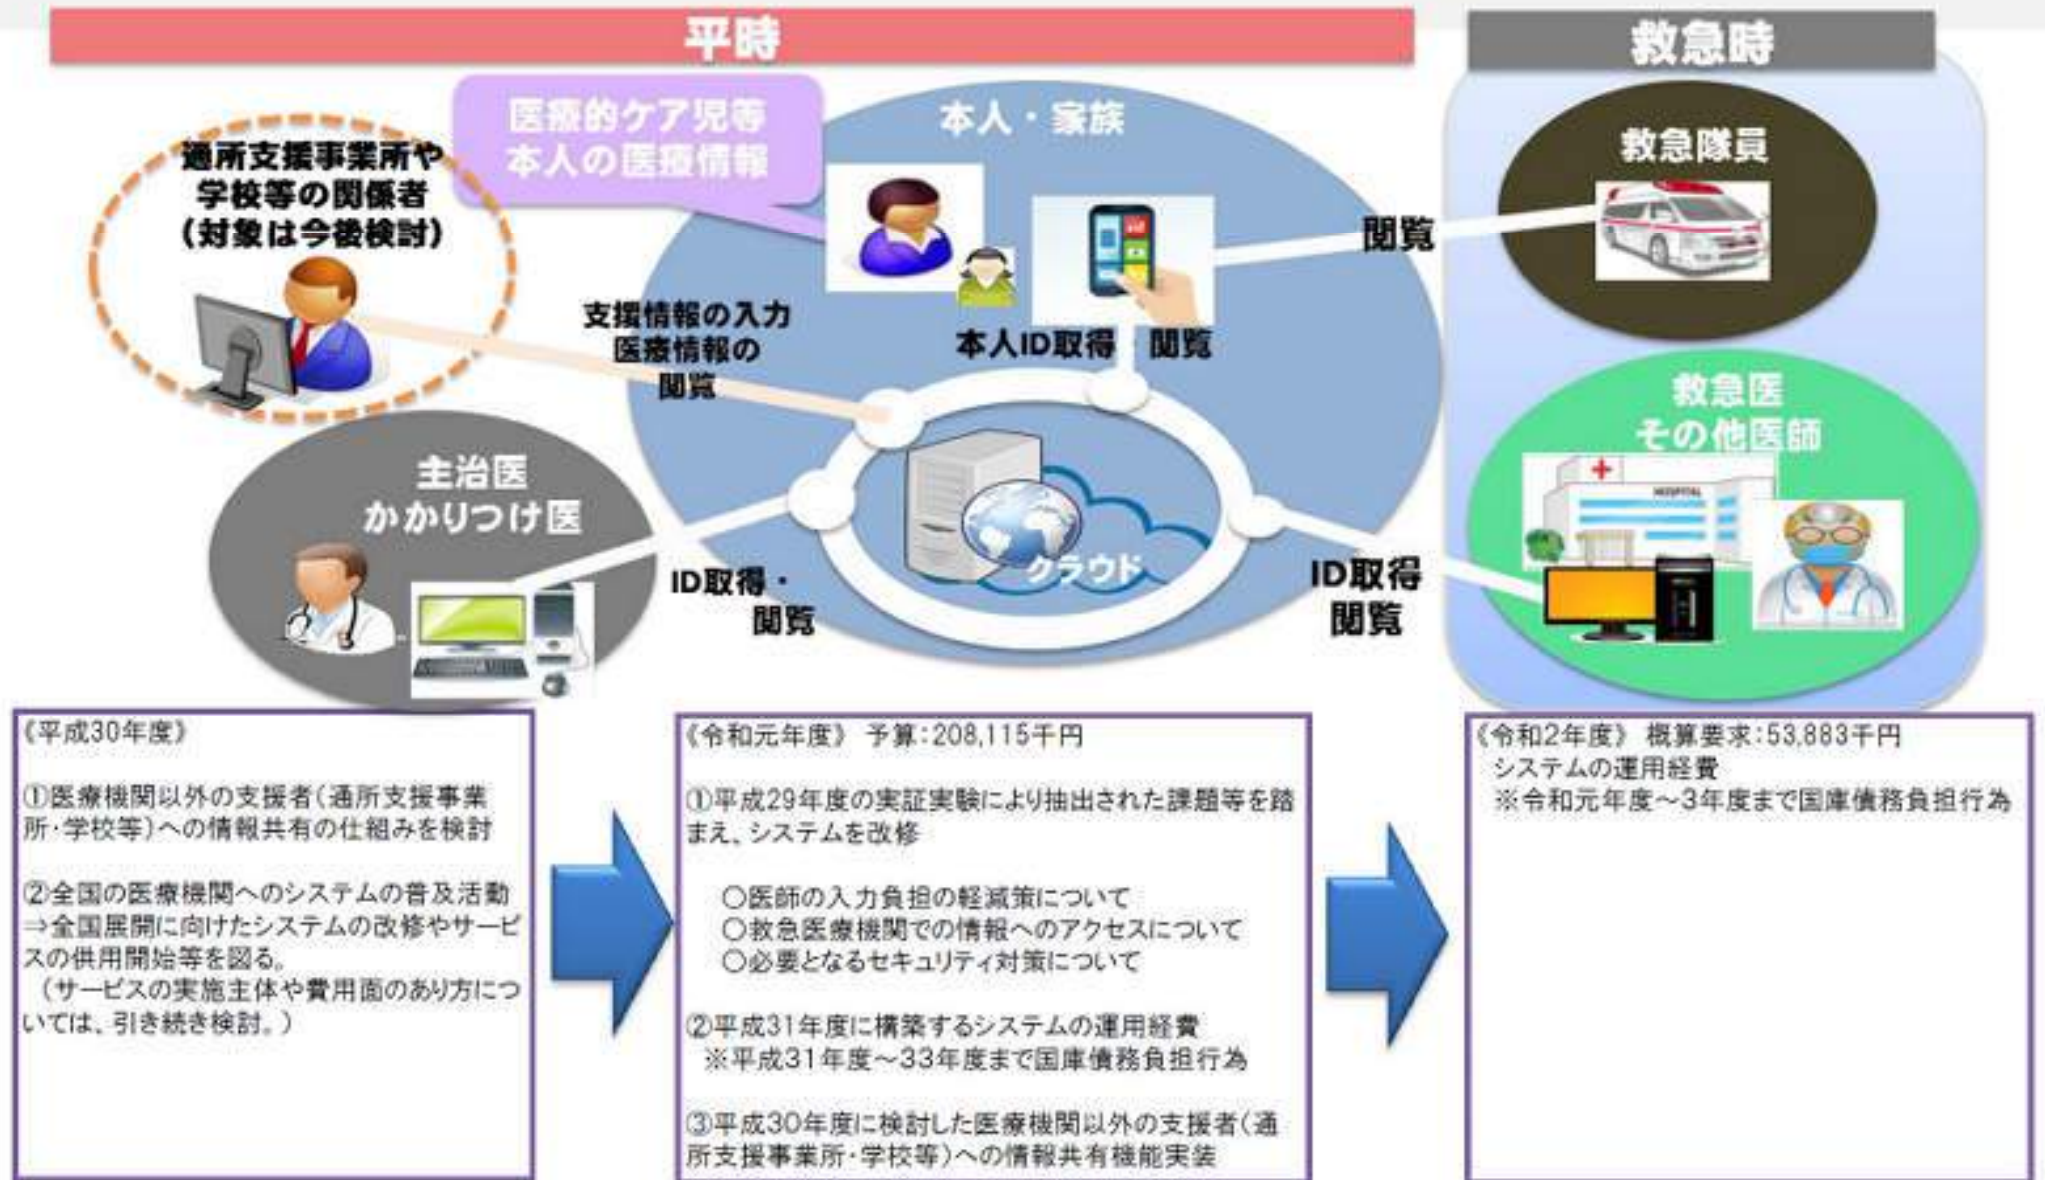 平時
救急時
医療的ケア児等
本人の医療情報
本人・家族
通所支援事業所や
学校等の関係者
（対象は今後検討）
救急隊員
閲覧
支援情報の入力
医療情報の
閲覧
本人ID取得 閲覧
救急医
その他医師
HOSPITAL
主治医
かかりつけ医
クラウド
ID取得・
閲覧
ID取得
閲覧
《平成30年度》
①医療機関以外の支援者（通所支援事業
所・学校等）への情報共有の仕組みを検討
②全国の医療機関へのシステムの普及活動
⇒全国展開に向けたシステムの改修やサービ
スの供用開始等を図る。
（サービスの実施主体や費用面のあり方につ
いては、引き続き検討。）
《令和元年度》 予算：208,115千円
①平成29年度の実証実験により抽出された課題等を踏
まえ、システムを改修
○医師の入力負担の軽減策について
○救急医療機関での情報へのアクセスについて
○必要となるセキュリティ対策について
②平成31年度に構築するシステムの運用経費
※平成31年度～33年度まで国庫債務負担行為
③平成30年度に検討した医療機関以外の支援者（通
所支援事業所・学校等）への情報共有機能実装
《令和2年度》 概算要求：53,883千円
システムの運用経費
※令和元年度～3年度まで国庫債務負担行為